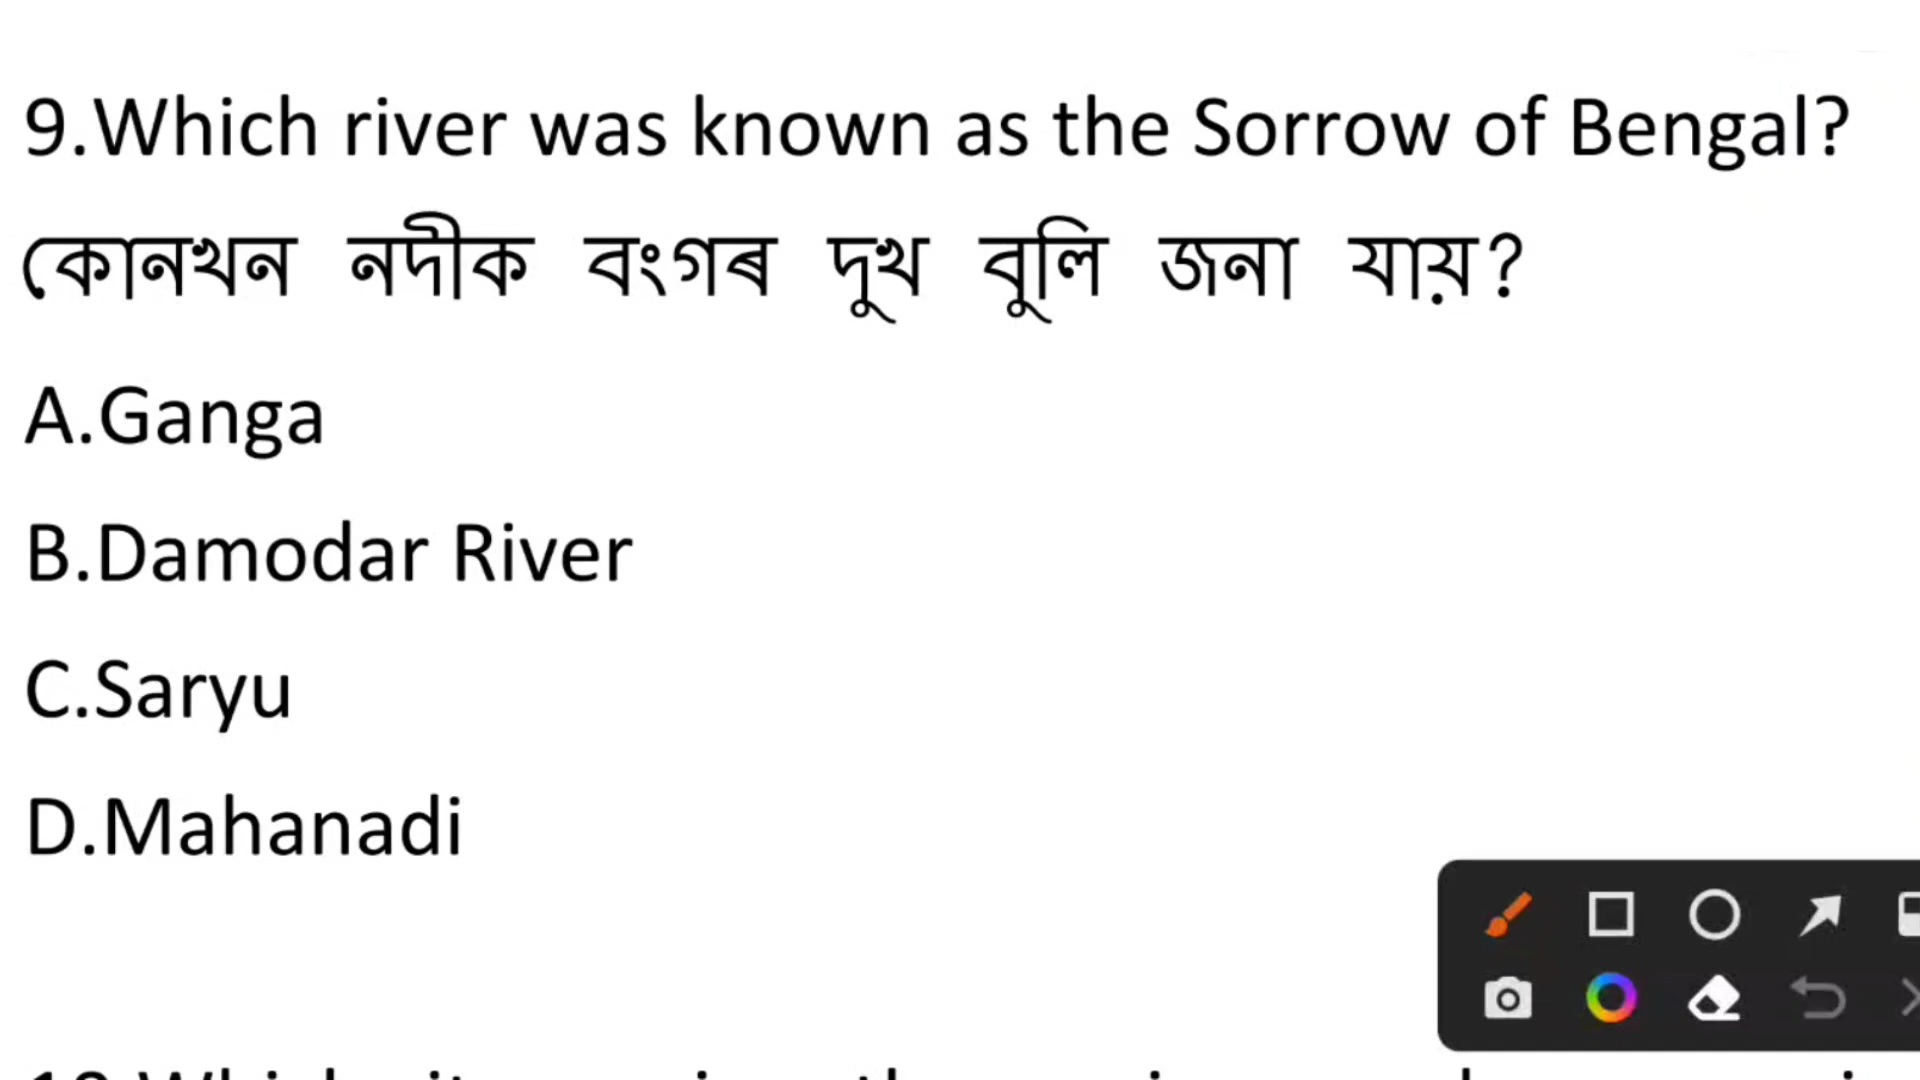 9.Which river was known as the Sorrow of Bengal?
কোনখন নদীক বংগৰ দুখ বুলি জনা যায়?
A.Ganga
B.Damodar River
C.Saryu
D.Mahanadi